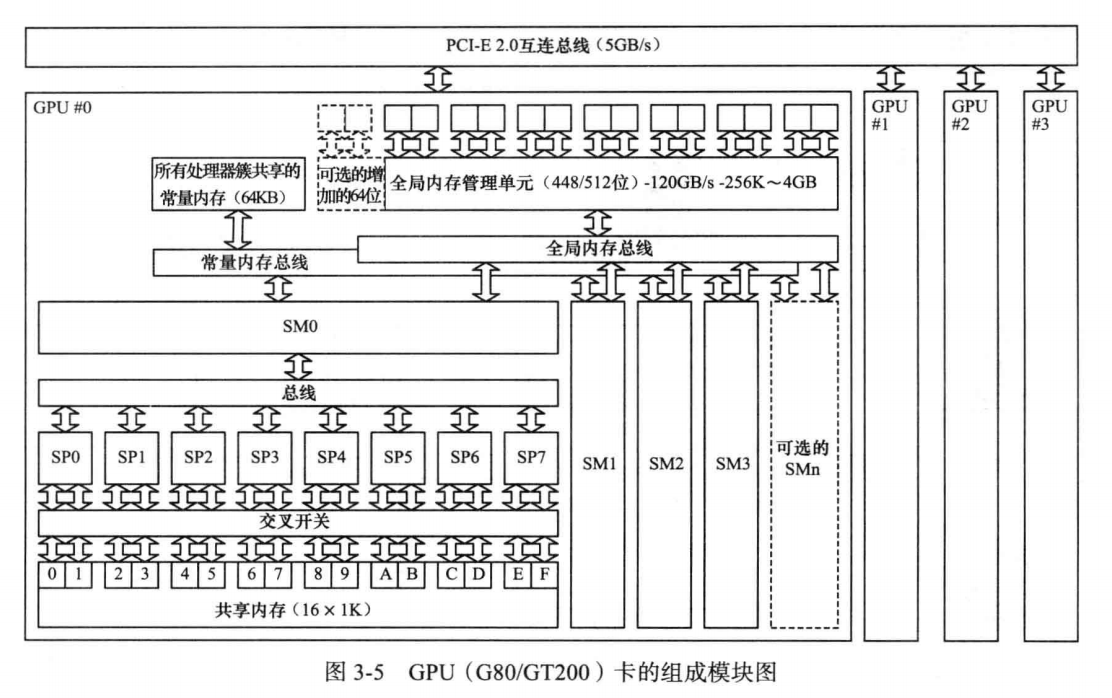 PCI-E 2.0互连总线（5GB/s）
GPU #0
GPU
#1
GPU
#2
GPU
#3
所有处理器簇共享的
常量内存（64KB）
可选的增
加的64位
全局内存管理单元（448/512位）-120GB/s -256K～4GB
全局内存总线
常量内存总线
SM0
总线
SP0
SP1
SP2
SP3
SP4
SP5
SP6
SP7
SM1
SM2
SM3
可选的
SMn
交叉开关
0 1 2 3 4 5 6 7 8 9 A B C D E F
共享内存（16×1K）
图 3-5 GPU（G80/GT200）卡的组成模块图